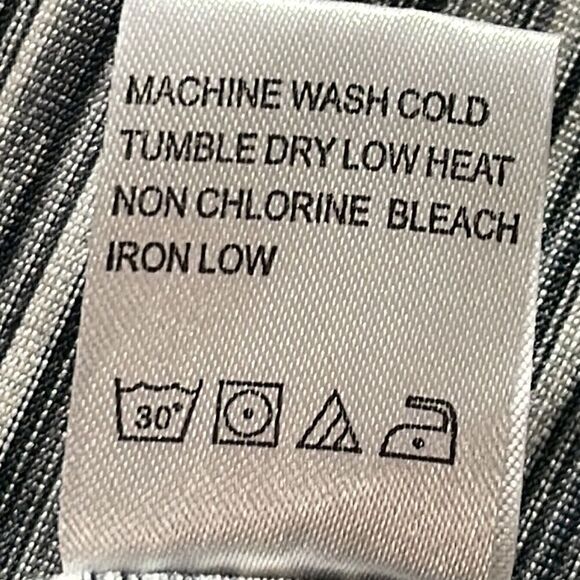 MACHINE WASH COLD
TUMBLE DRY LOW HEAT
NON CHLORINE BLEACH
IRON LOW
30°